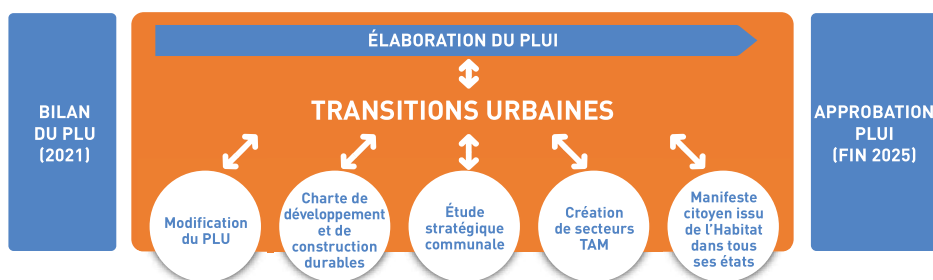 BILAN
DU PLU
(2021)
ÉLABORATION DU PLUI
TRANSITIONS URBAINES
Modification
du PLU
Charte de
développement
et de
construction
durables
Étude
stratégique
communale
Création
de secteurs
TAM
Manifeste
citoyen issu
de l’Habitat
dans tous
ses états
APPROBATION
PLUI
(FIN 2025)